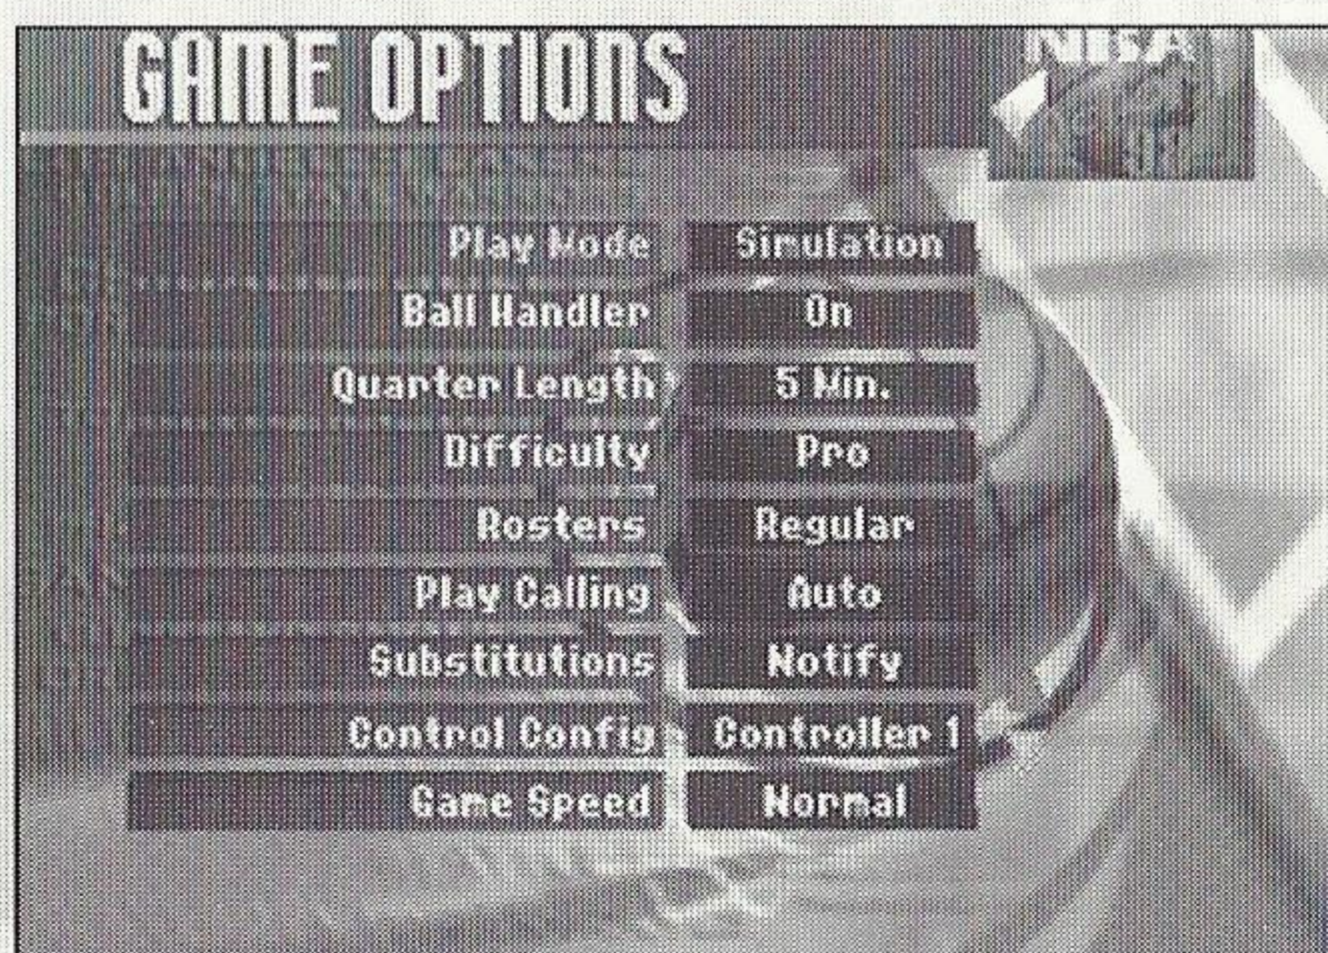 GAME OPTIONS
NBA
Play Mode Simulation
Ball Handler On
Quarter Length 5 Min.
Difficulty Pro
Rosters Regular
Play Calling Auto
Substitutions Notify
Control Config Controller 1
Game Speed Normal